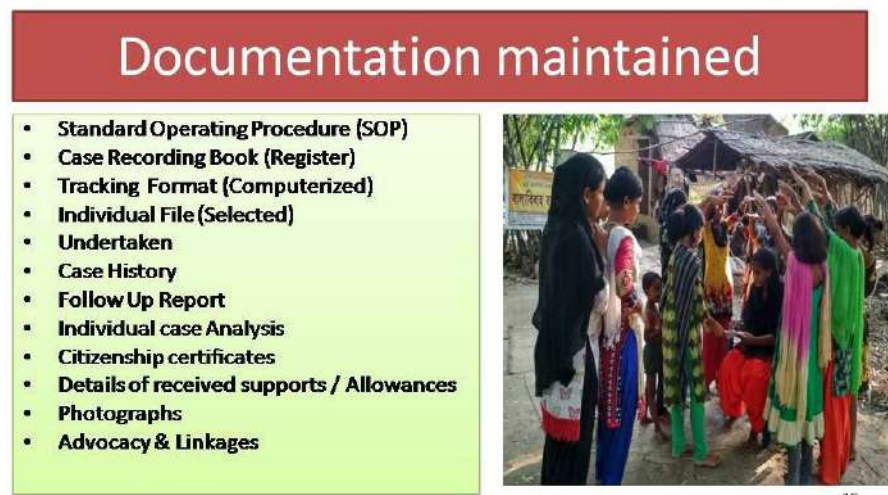 Documentation maintained
• Standard Operating Procedure (SOP)
• Case Recording Book (Register)
• Tracking Format (Computerized)
• Individual File (Selected)
• Undertaken
• Case History
• Follow Up Report
• Individual case Analysis
• Citizenship certificates
• Details of received supports / Allowances
• Photographs
• Advocacy & Linkages